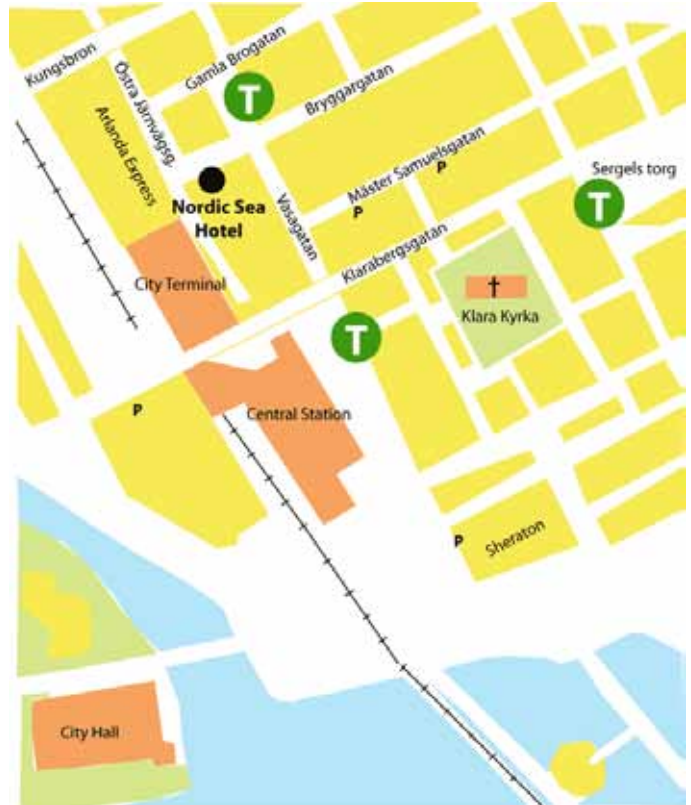 Kungsbron
Östra Järnvägsg.
Gamla Brogatan
T
Bryggargatan
Arlanda Express
Mäster Samuelsgatan
P
Sergels torg
T
Nordic Sea
Hotel
Vasagatan
P
Klarabergsgatan
City Terminal
Klara Kyrka
T
P
Central Station
P
Sheraton
City Hall